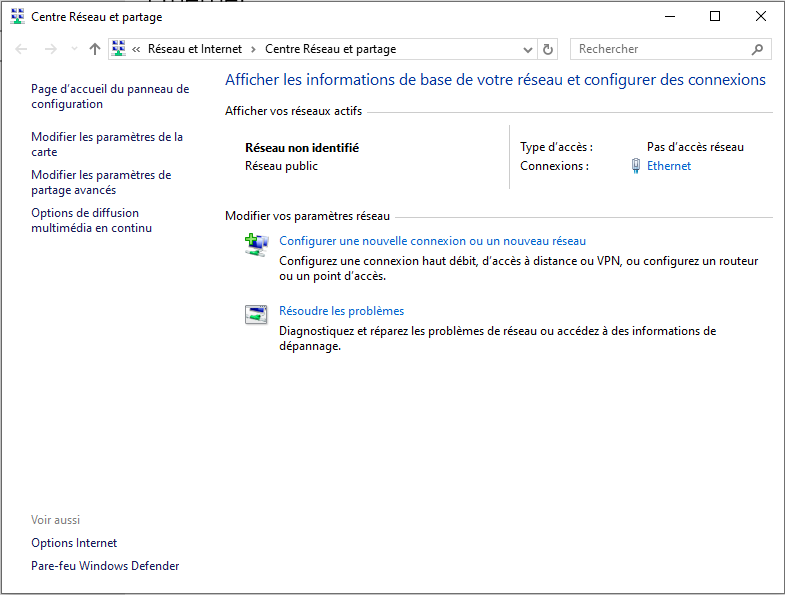 Centre Réseau et partage
« Réseau et Internet > Centre Réseau et partage
Rechercher
Page d'accueil du panneau de
configuration
Modifier les paramètres de la
carte
Modifier les paramètres de
partage avancés
Options de diffusion
multimédia en continu
Afficher les informations de base de votre réseau et configurer des connexions
Afficher vos réseaux actifs
Réseau non identifié
Réseau public
Type d'accès : Pas d'accès réseau
Connexions : Ethernet
Modifier vos paramètres réseau
Configurer une nouvelle connexion ou un nouveau réseau
Configurez une connexion haut débit, d'accès à distance ou VPN, ou configurez un routeur
ou un point d'accès.
Résoudre les problèmes
Diagnostiquez et réparez les problèmes de réseau ou accédez à des informations de
dépannage.
Voir aussi
Options Internet
Pare-feu Windows Defender